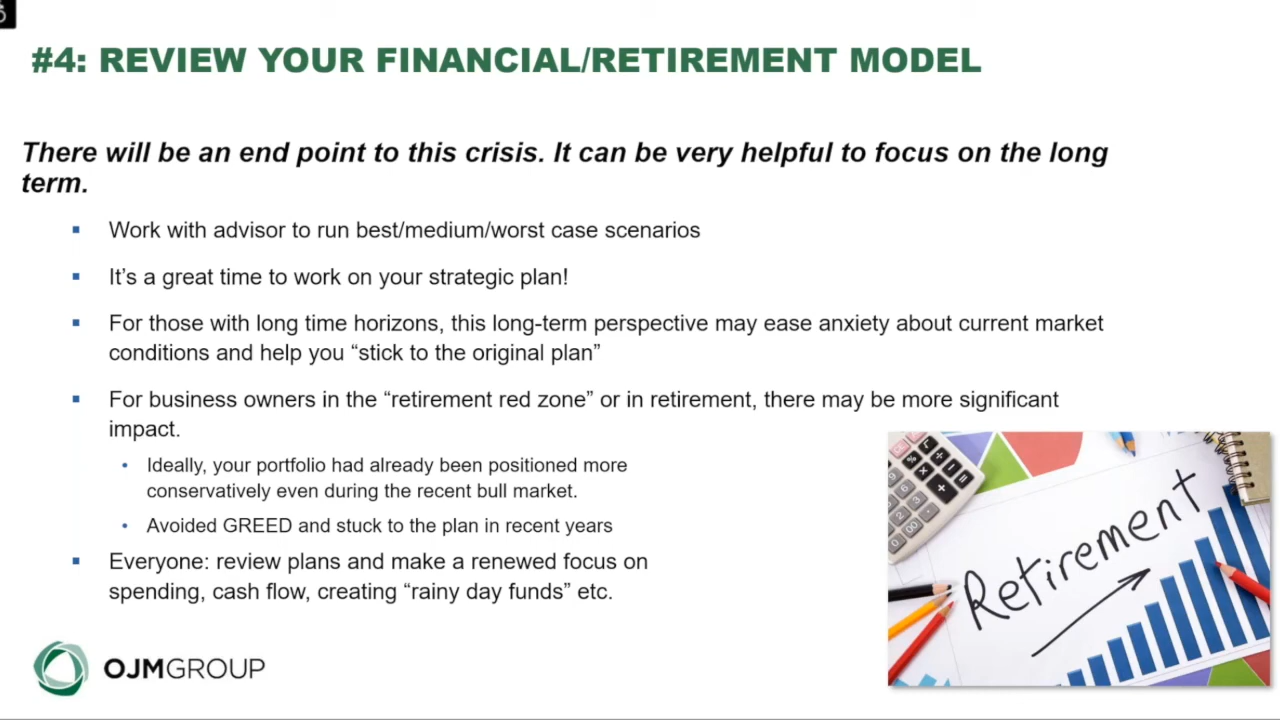 #4: REVIEW YOUR FINANCIAL/RETIREMENT MODEL
There will be an end point to this crisis. It can be very helpful to focus on the long
term.
Work with advisor to run best/medium/worst case scenarios
It’s a great time to work on your strategic plan!
For those with long time horizons, this long-term perspective may ease anxiety about current market
conditions and help you “stick to the original plan”
For business owners in the “retirement red zone” or in retirement, there may be more significant
impact.
Ideally, your portfolio had already been positioned more
conservatively even during the recent bull market.
Avoided GREED and stuck to the plan in recent years
Everyone: review plans and make a renewed focus on
spending, cash flow, creating “rainy day funds” etc.
Retirement
OJMGROUP